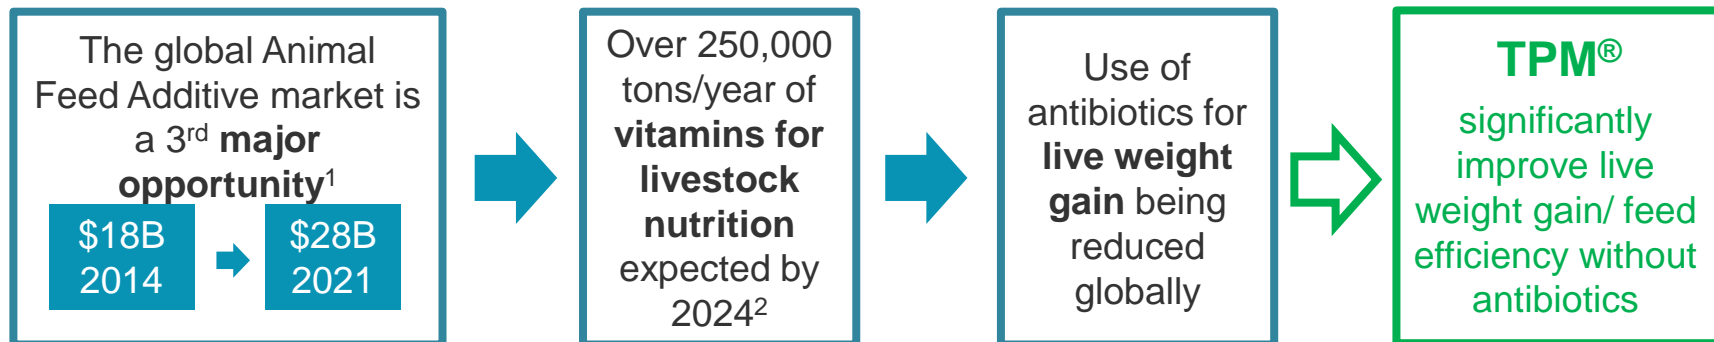 The global Animal
Feed Additive market is
a 3rd major
opportunity1
$18B
2014
$28B
2021
Over 250,000
tons/year of
vitamins for
livestock
nutrition
expected by
20242
Use of
antibiotics for
live weight
gain being
reduced
globally
TPM®
significantly
improve live
weight gain/ feed
efficiency without
antibiotics